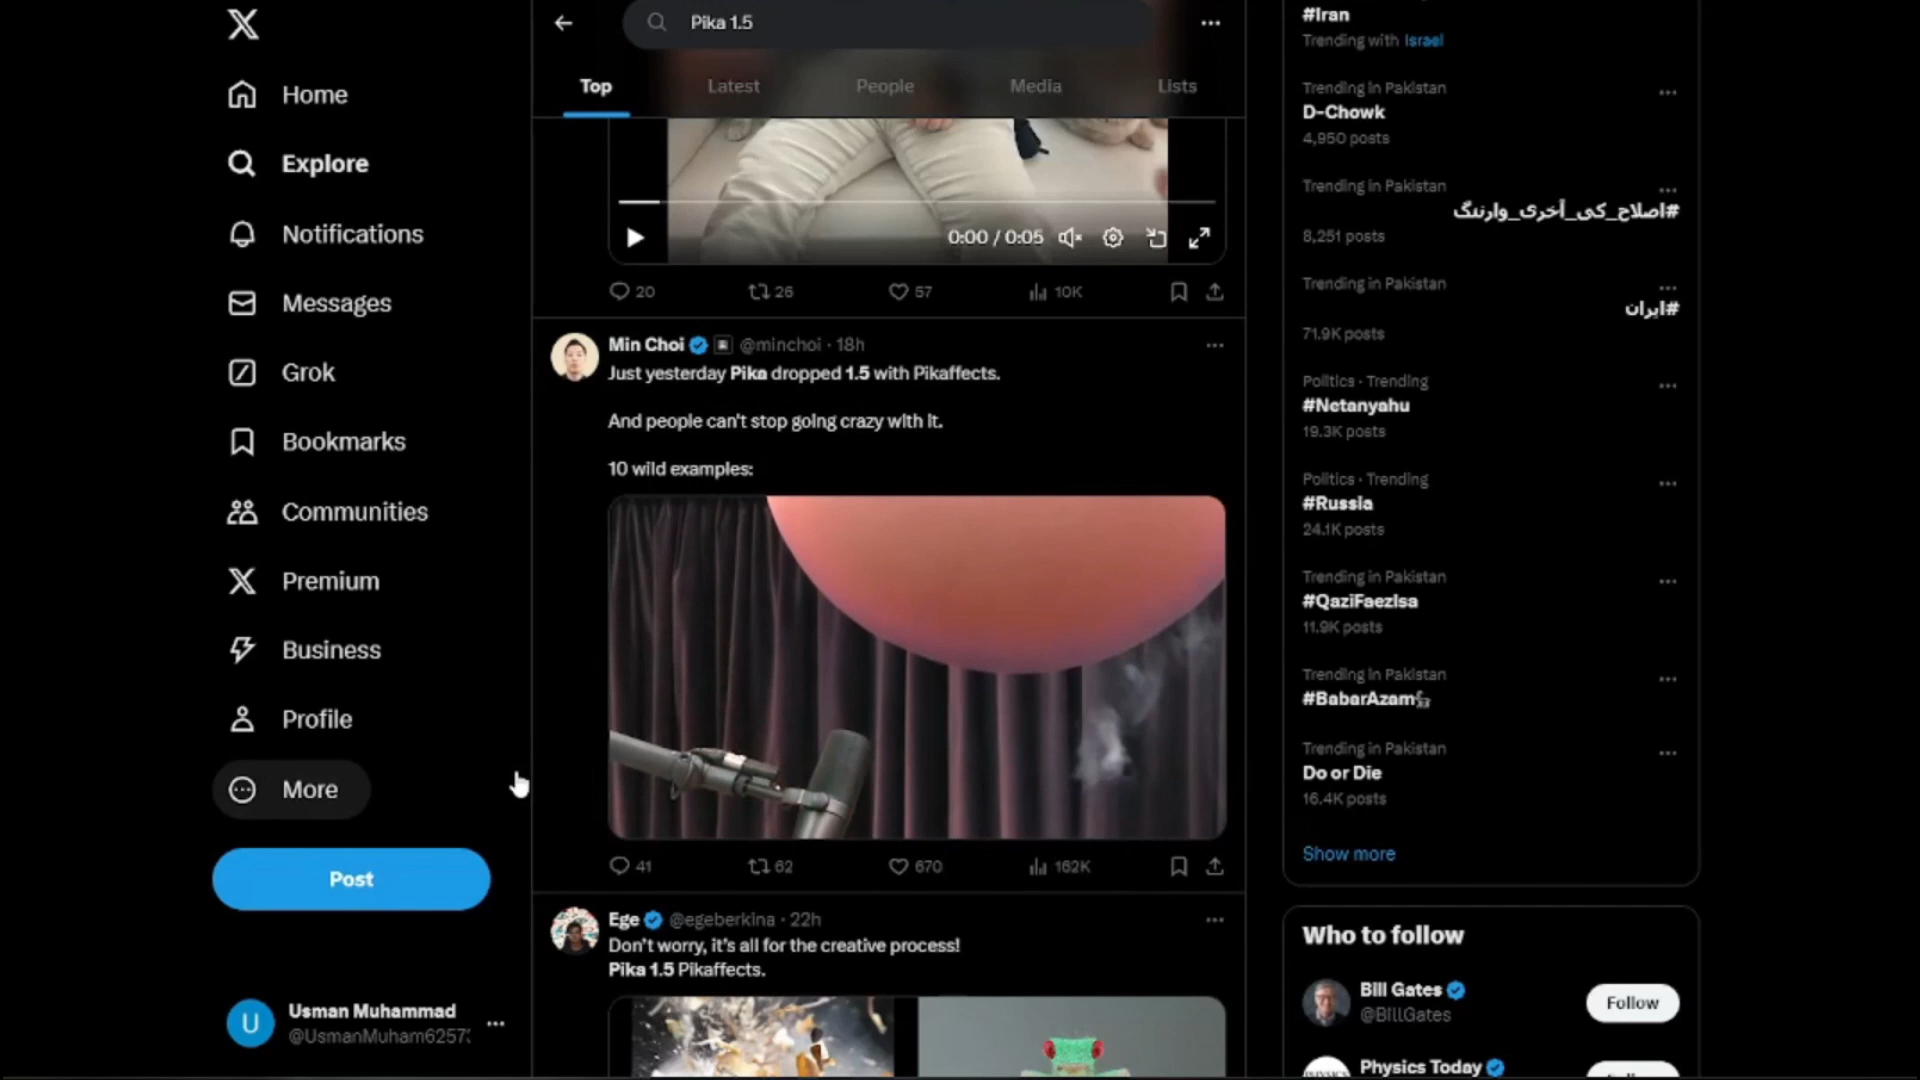 Home
Explore
Notifications
Messages
Grok
Bookmarks
Communities
Premium
Business
Profile
More
Post
U
Usman Muhammad
@UsmanMuham6257
Pika 1.5
Top
Latest
People
Media
Lists
0:00 / 0:05
20
26
57
10K
Min Choi @minchoi · 18h
Just yesterday Pika dropped 1.5 with Pikaffects.
And people can't stop going crazy with it.
10 wild examples:
41
62
670
162K
Ege @egeberkina · 22h
Don't worry, it's all for the creative process!
Pika 1.5 Pikaffects.
#Iran
Trending with Israel
Trending in Pakistan
D-Chowk
4,950 posts
Trending in Pakistan
#اصلاح_کی_آخری_وارننگ
8,251 posts
Trending in Pakistan
#ایران
71.9K posts
Politics · Trending
#Netanyahu
19.3K posts
Politics · Trending
#Russia
24.1K posts
Trending in Pakistan
#QaziFaezIsa
11.9K posts
Trending in Pakistan
#BabarAzam
Trending in Pakistan
Do or Die
16.4K posts
Show more
Who to follow
Bill Gates
@BillGates
Follow
Physics Today